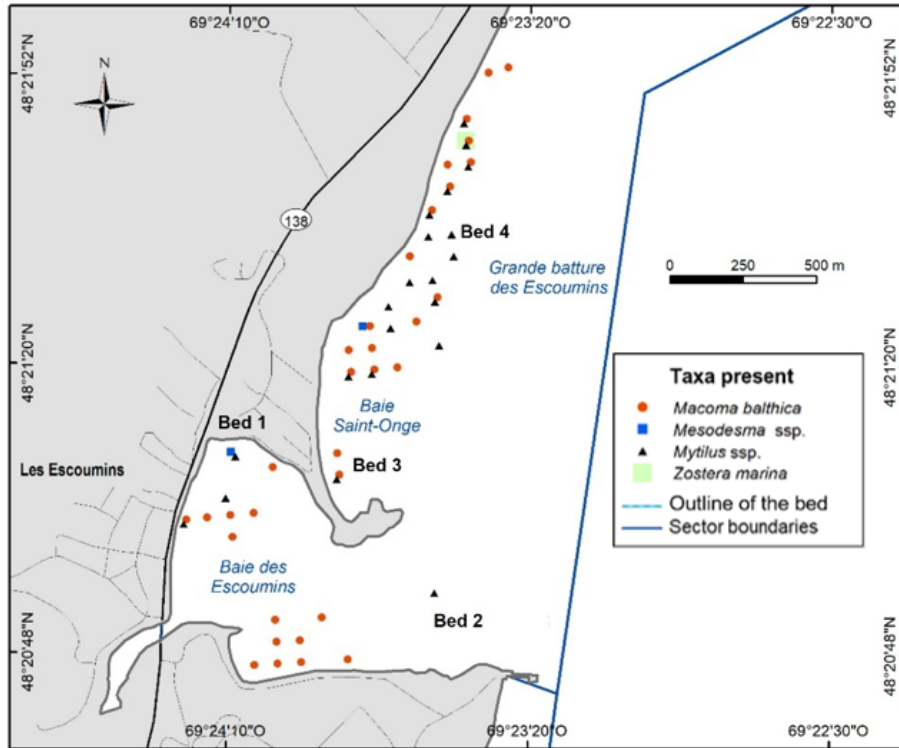 69°24'10"O 69°23'20"O 69°22'30"O
48°21'52"N 48°21'52"N
N
138
Bed 4
Grande batture
des Escoumins
0 250 500 m
48°21'20"N 48°21'20"N
Taxa present
Macoma balthica
Mesodesma ssp.
Mytilus ssp.
Zostera marina
Outline of the bed
Sector boundaries
Baie
Saint-Onge
Bed 1
Les Escoumins
Bed 3
Baie des
Escoumins
Bed 2
48°20'48"N 48°20'48"N
69°24'10"O 69°23'20"O 69°22'30"O